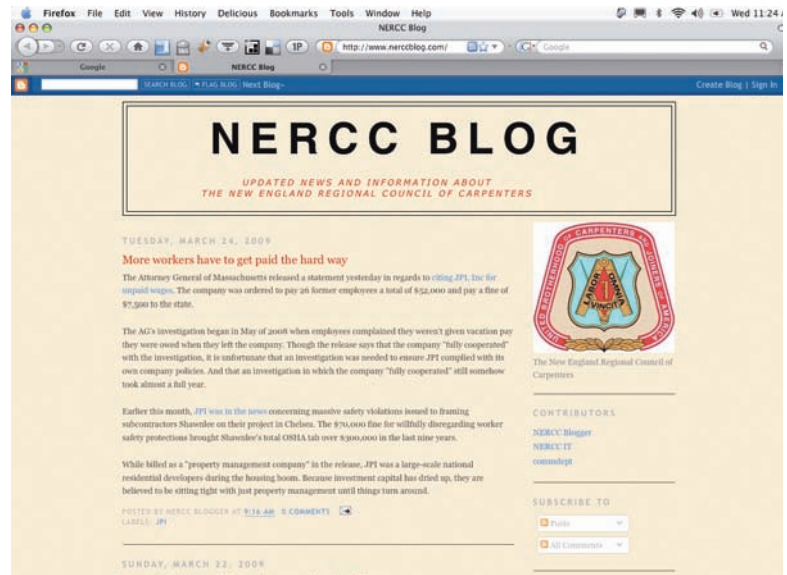 Firefox File Edit View History Delicious Bookmarks Tools Window Help Wed 11:24
NERCC Blog
1P http://www.nerccblog.com/ Google
Google NERCC Blog
SEARCH BLOG FLAG BLOG Next Blog» Create Blog | Sign In
NERCC BLOG
UPDATED NEWS AND INFORMATION ABOUT
THE NEW ENGLAND REGIONAL COUNCIL OF CARPENTERS
TUESDAY, MARCH 24, 2009
More workers have to get paid the hard way
The Attorney General of Massachusetts released a statement yesterday in regards to citing JPI, Inc for
unpaid wages. The company was ordered to pay 26 former employees a total of $52,000 and pay a fine of
$7,500 to the state.
The AG's investigation began in May of 2008 when employees complained they weren't given vacation pay
they were owed when they left the company. Though the release says that the company "fully cooperated"
with the investigation, it is unfortunate that an investigation was needed to ensure JPI complied with its
own company policies. And that an investigation in which the company "fully cooperated" still somehow
took almost a full year.
Earlier this month, JPI was in the news concerning massive safety violations issued to framing
subcontractors Shawnlee on their project in Chelsea. The $70,000 fine for willfully disregarding worker
safety protections brought Shawnlee's total OSHA tab over $300,000 in the last nine years.
While billed as a "property management company" in the release, JPI was a large-scale national
residential developers during the housing boom. Because investment capital has dried up, they are
believed to be sitting tight with just property management until things turn around.
POSTED BY NERCC BLOGGER AT 9:16 AM 0 COMMENTS
LABELS: JPI
SUNDAY, MARCH 22, 2009
UNITED BROTHERHOOD OF CARPENTERS AND JOINERS OF AMERICA
LABOR OMNIA VINCIT
The New England Regional Council of
Carpenters
CONTRIBUTORS
NERCC Blogger
NERCC IT
commdept
SUBSCRIBE TO
Posts
All Comments